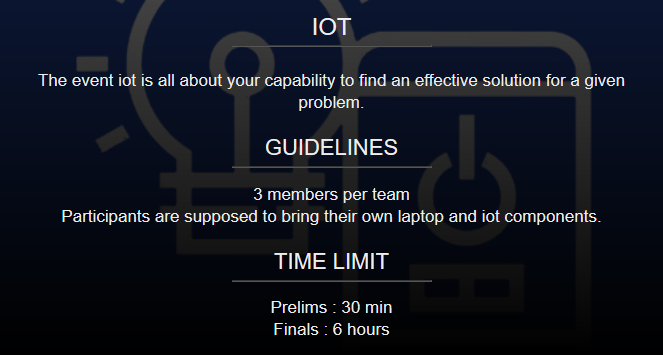 IOT
The event iot is all about your capability to find an effective solution for a given
problem.
GUIDELINES
3 members per team
Participants are supposed to bring their own laptop and iot components.
TIME LIMIT
Prelims : 30 min
Finals : 6 hours